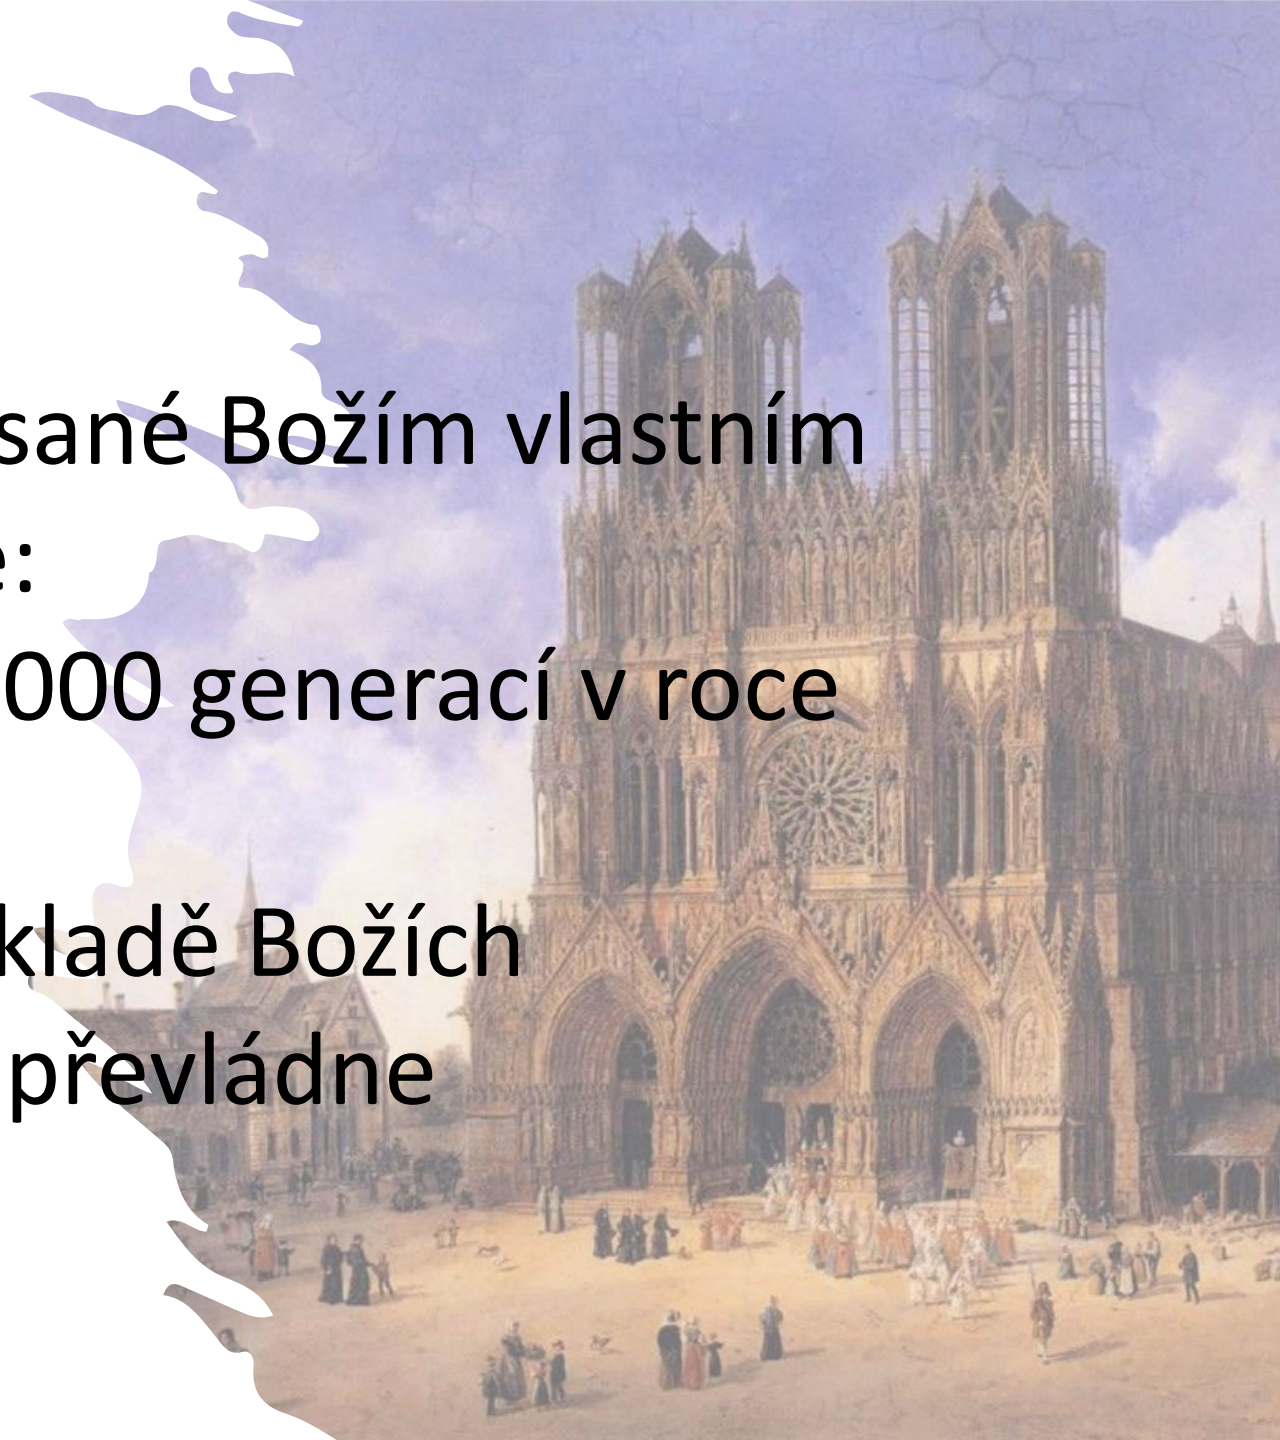 sané Božím vlastním
e:
000 generací v roce
kladě Božích
převládne